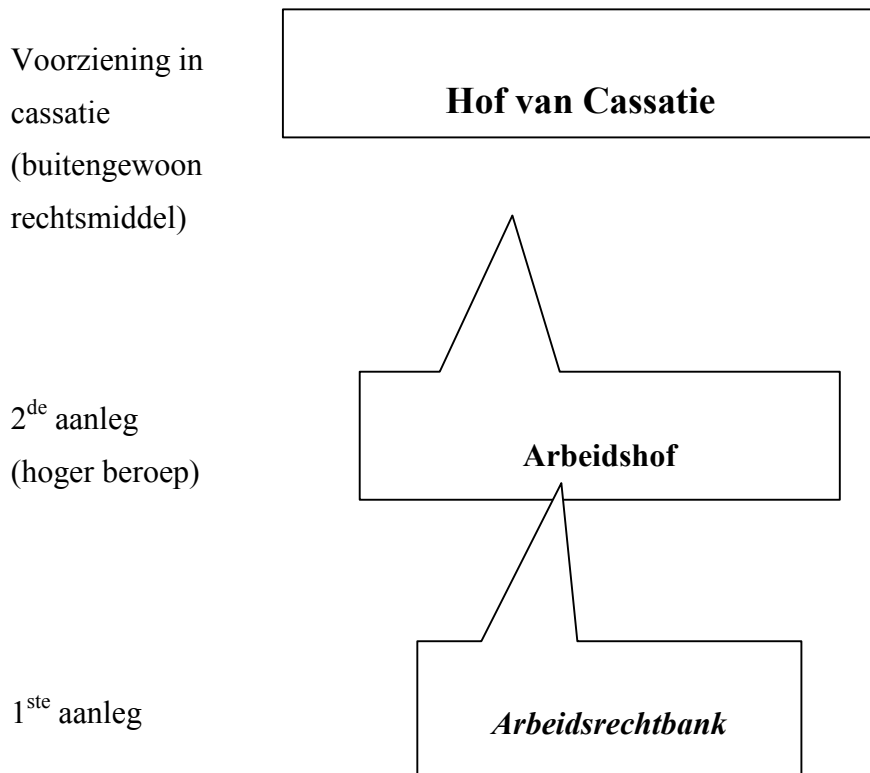 Voorziening in
cassatie
(buitengewoon
rechtsmiddel)
Hof van Cassatie
2de aanleg
(hoger beroep)
Arbeidshof
1ste aanleg
Arbeidsrechtbank